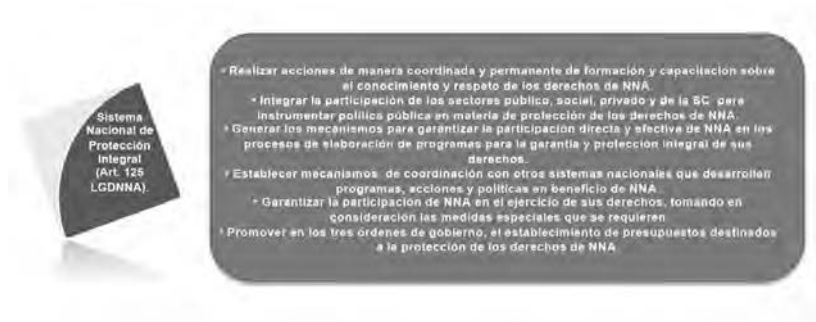 Sistema
Nacional de
Protección
Integral
(Art. 125
LGDNNA).
• Realizar acciones de manera coordinada y permanente de formación y capacitación sobre
el conocimiento y respeto de los derechos de NNA.
• Integrar la participación de los sectores público, social, privado y de la SC para
instrumentar política pública en materia de protección de los derechos de NNA.
• Generar los mecanismos para garantizar la participación directa y efectiva de NNA en los
procesos de elaboración de programas para la garantía y protección integral de sus
derechos.
• Establecer mecanismos de coordinación con otros sistemas nacionales que desarrollen
programas, acciones y políticas en beneficio de NNA.
• Garantizar la participación de NNA en el ejercicio de sus derechos, tomando en
consideración las medidas especiales que se requieren
• Promover en los tres órdenes de gobierno, el establecimiento de presupuestos destinados
a la protección de los derechos de NNA